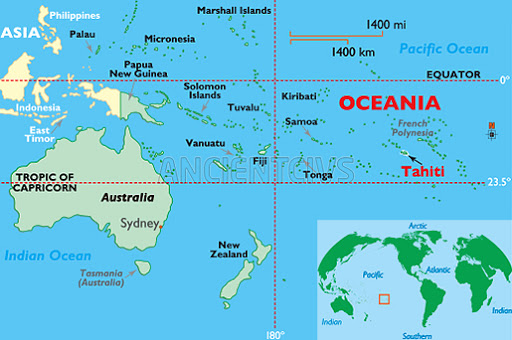 Philippines
Marshall Islands
1400 mi
ASIA
Palau
Micronesia
1400 km
Pacific Ocean
Papua
New Guinea
EQUATOR
0°
Solomon
Islands
Kiribati
OCEANIA
Indonesia
Tuvalu
Samoa
French
Polynesia
East
Timor
Vanuatu
Fiji
ANCIENTCIVS
Tahiti
TROPIC OF
CAPRICORN
Tonga
23.5°
Australia
Sydney
New
Zealand
Indian Ocean
Tasmania
(Australia)
180°
Arctic
Pacific
Atlantic
Indian
Indian
Southern